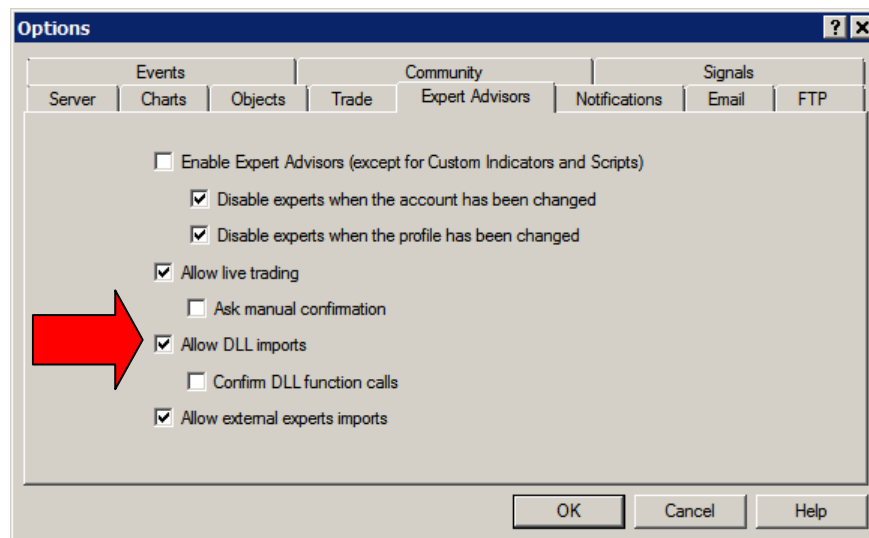 Options
Events Community Signals
Server Charts Objects Trade Expert Advisors Notifications Email FTP
Enable Expert Advisors (except for Custom Indicators and Scripts)
Disable experts when the account has been changed
Disable experts when the profile has been changed
Allow live trading
Ask manual confirmation
Allow DLL imports
Confirm DLL function calls
Allow external experts imports
OK Cancel Help